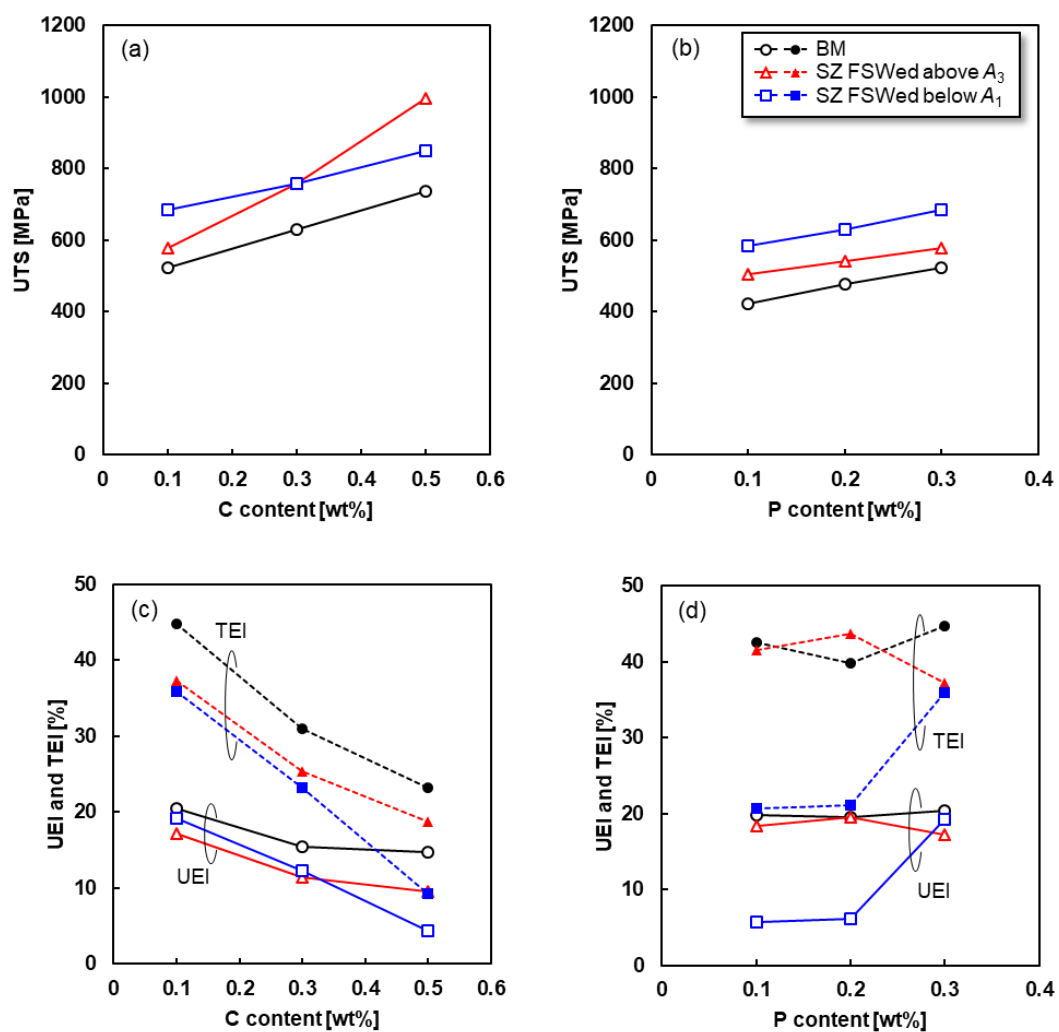 (a)
1200
1000
800
600
400
200
0
UTS [MPa]
0 0.1 0.2 0.3 0.4 0.5 0.6
C content [wt%]
(b)
BM
SZ FSWed above A3
SZ FSWed below A1
1200
1000
800
600
400
200
0
UTS [MPa]
0 0.1 0.2 0.3 0.4
P content [wt%]
(c)
TEl
UEl
50
40
30
20
10
0
UEl and TEl [%]
0 0.1 0.2 0.3 0.4 0.5 0.6
C content [wt%]
(d)
TEl
UEl
50
40
30
20
10
0
UEl and TEl [%]
0 0.1 0.2 0.3 0.4
P content [wt%]